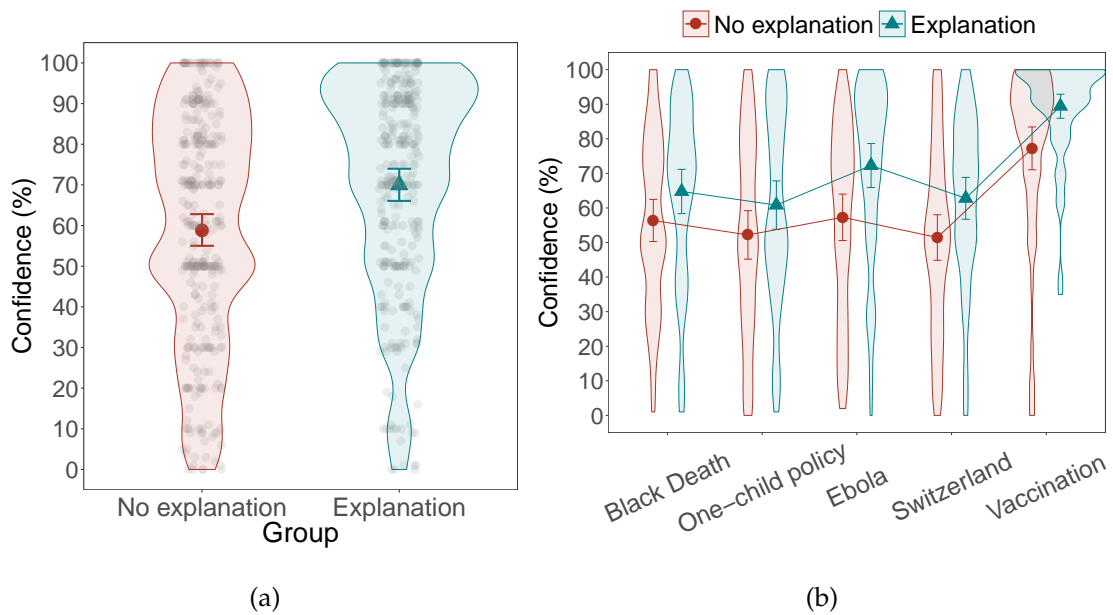 No explanation Explanation
100
90
80
70
60
50
40
30
20
10
0
Confidence (%)
No explanation Explanation
Group
(a)
100
90
80
70
60
50
40
30
20
10
0
Confidence (%)
Black Death
One−child policy
Ebola
Switzerland
Vaccination
(b)